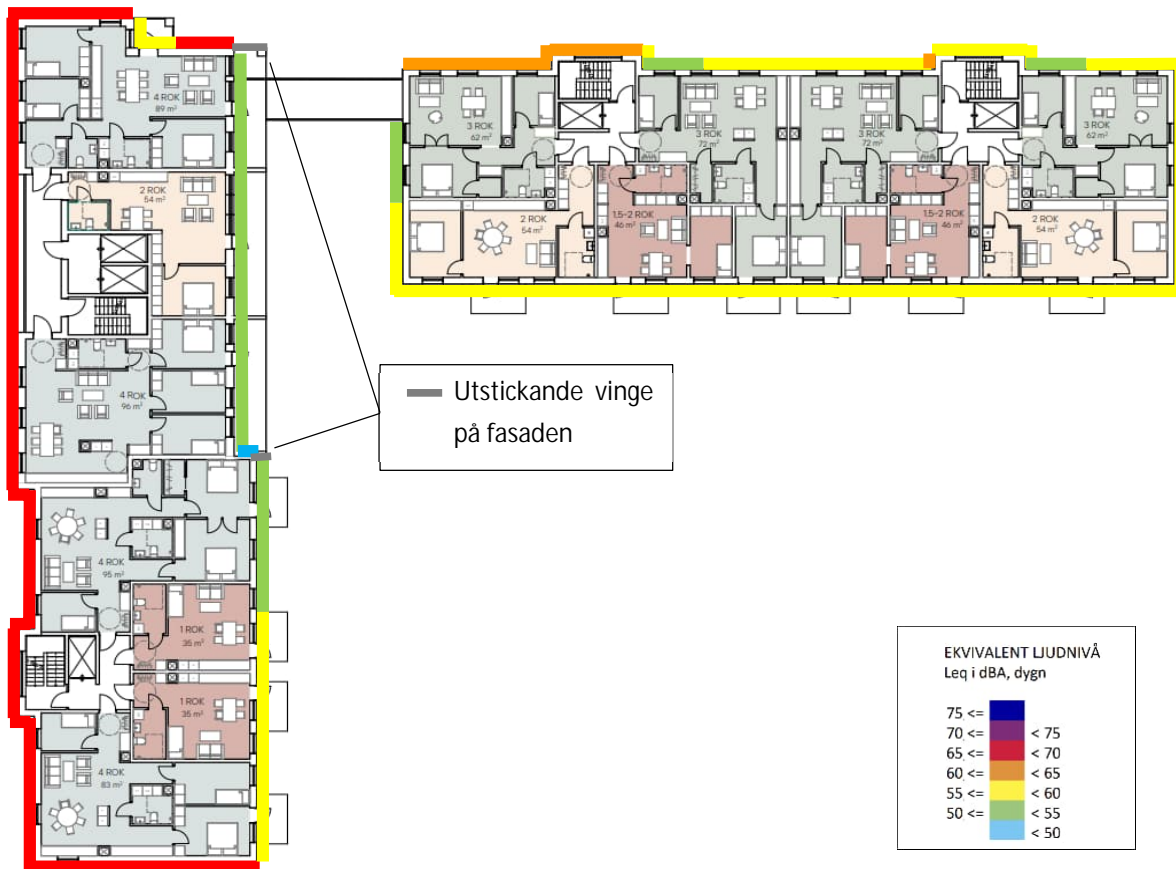 4 ROK
89 m²
2 ROK
54 m²
4 ROK
96 m²
4 ROK
95 m²
1 ROK
35 m²
1 ROK
35 m²
4 ROK
83 m²
3 ROK
62 m²
3 ROK
72 m²
3 ROK
72 m²
3 ROK
62 m²
2 ROK
54 m²
1,5-2 ROK
46 m²
1,5-2 ROK
46 m²
2 ROK
54 m²
Utstickande vinge
på fasaden
EKVIVALENT LJUDNIVÅ
Leq i dBA, dygn
75 <=
70 <= < 75
65 <= < 70
60 <= < 65
55 <= < 60
50 <= < 55
< 50